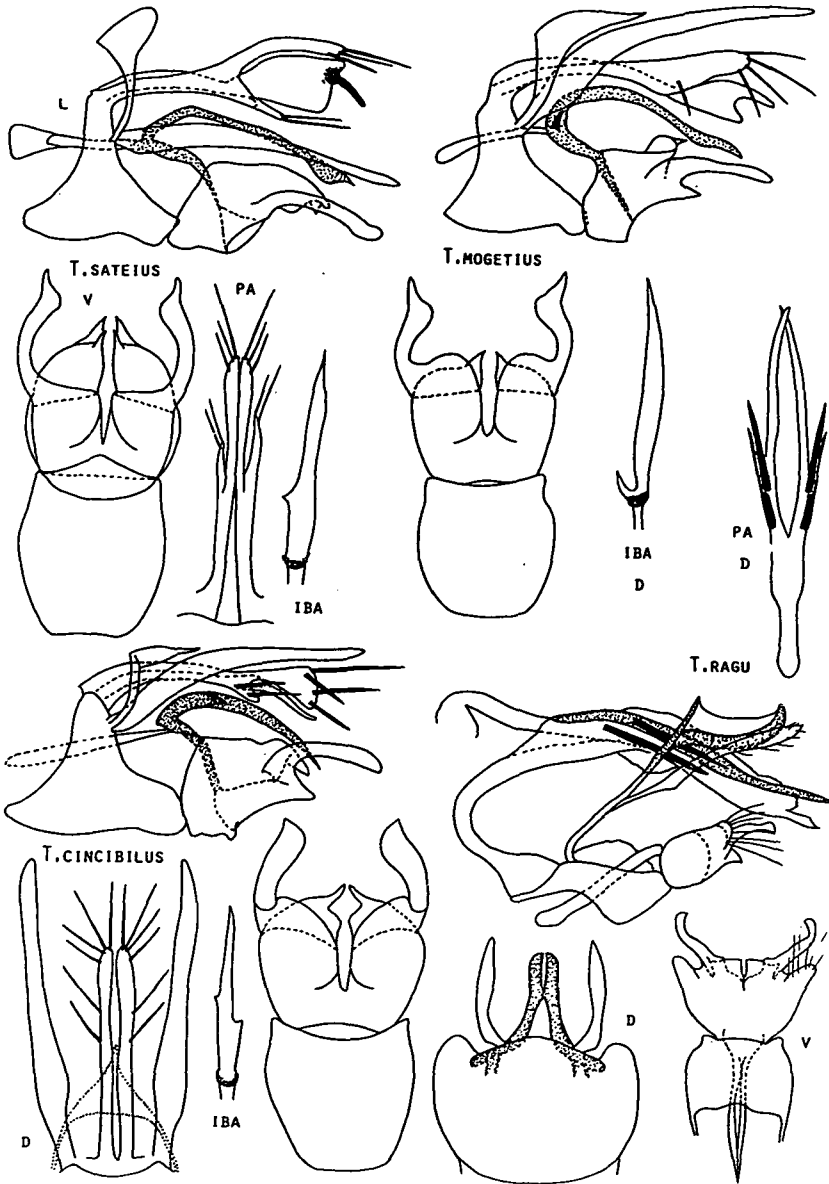 L
T.SATEIUS
T.MOGETIUS
V
PA
IBA
IBA
D
PA
D
T.RAGU
T.CINCIBILUS
D
IBA
D
V